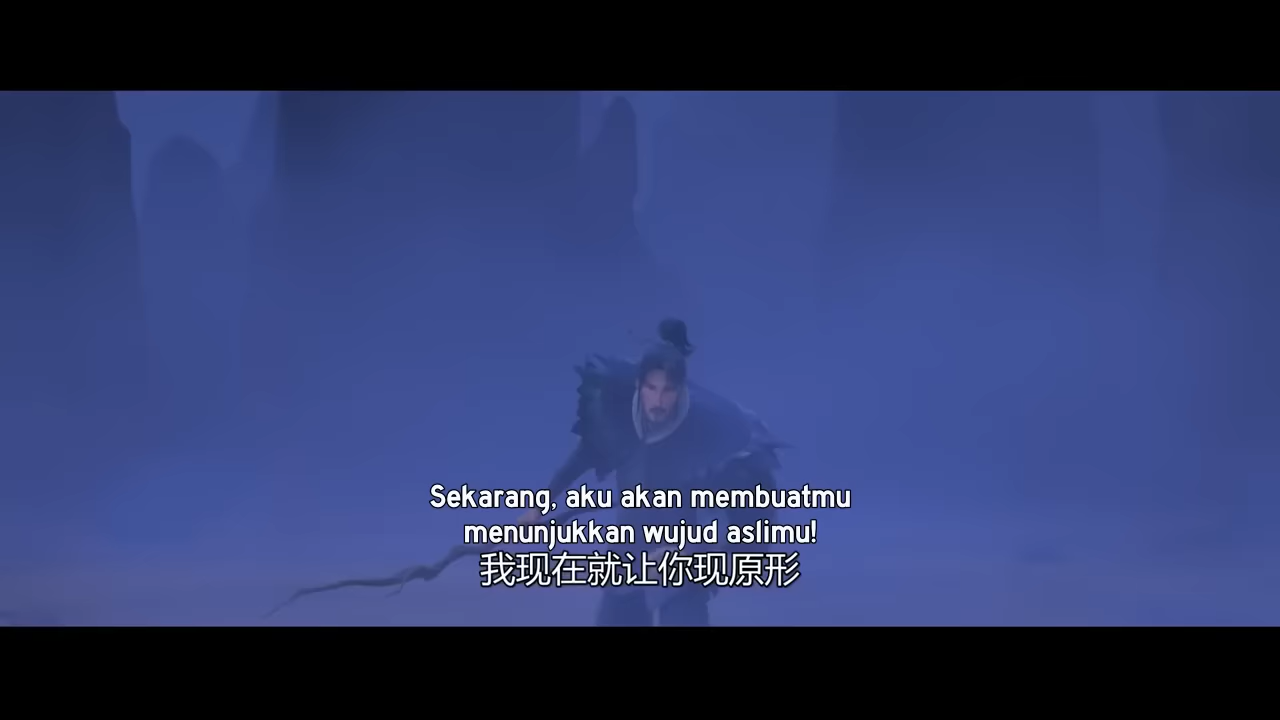 Sekarang, aku akan membuatmu
menunjukkan wujud aslimu!
我现在就让你现原形